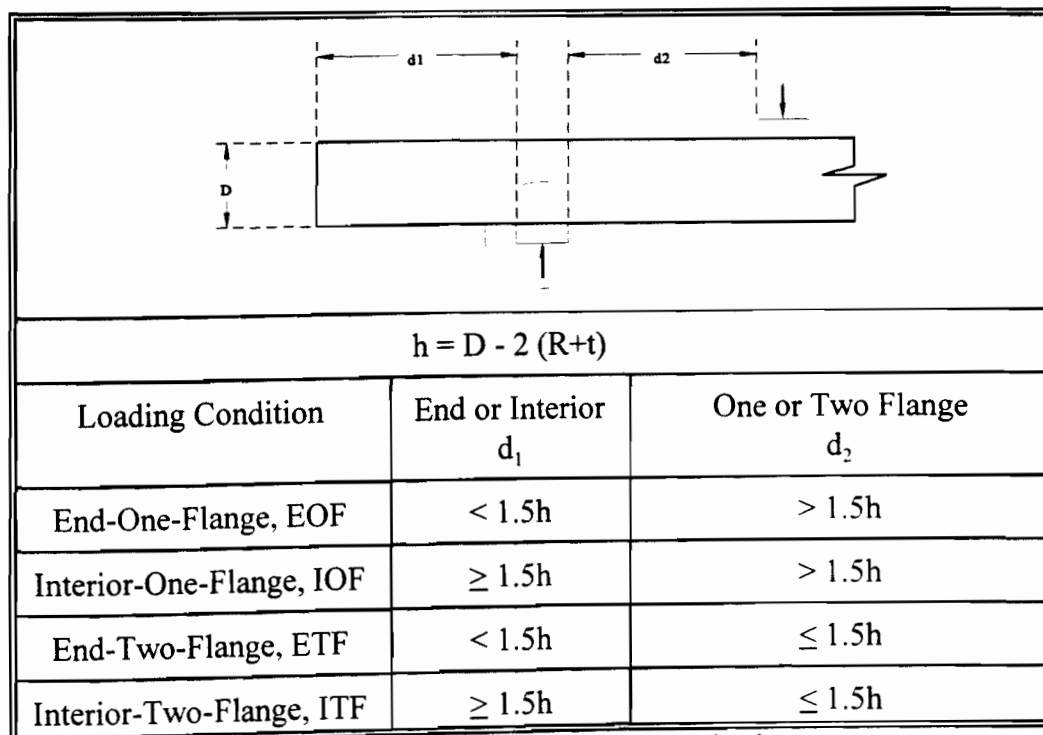 d1
d2
D
h = D - 2 (R+t)
Loading Condition
End or Interior
d₁
One or Two Flange
d₂
End-One-Flange, EOF
< 1.5h
> 1.5h
Interior-One-Flange, IOF
≥ 1.5h
> 1.5h
End-Two-Flange, ETF
< 1.5h
≤ 1.5h
Interior-Two-Flange, ITF
≥ 1.5h
≤ 1.5h